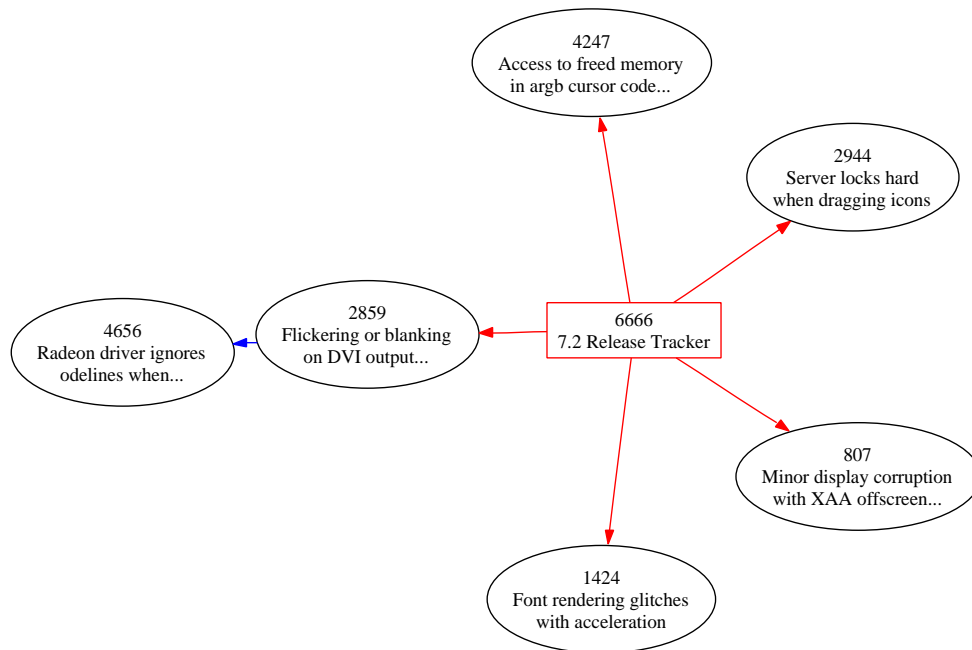 4247
Access to freed memory
in argb cursor code...
2944
Server locks hard
when dragging icons
6666
7.2 Release Tracker
2859
Flickering or blanking
on DVI output...
4656
Radeon driver ignores
odelines when...
807
Minor display corruption
with XAA offscreen...
1424
Font rendering glitches
with acceleration